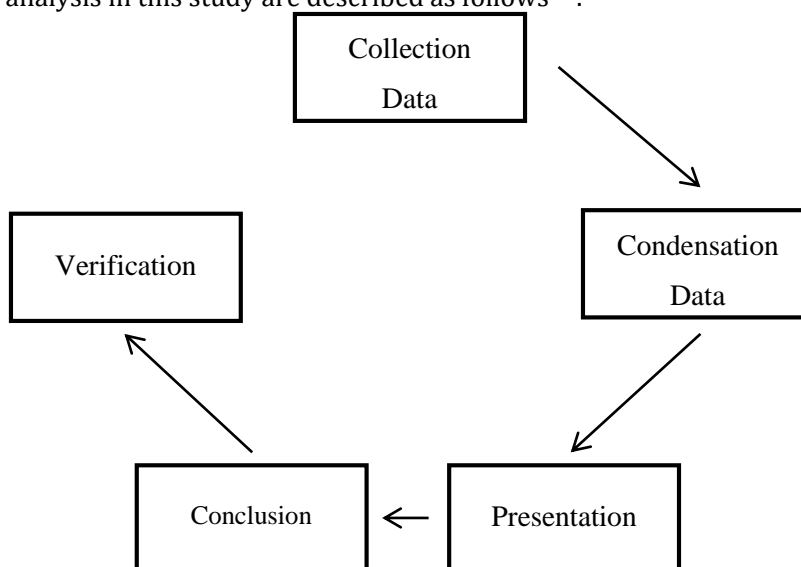 analysis in this study are described as follows .
Collection
Data
Condensation
Data
Verification
Conclusion
Presentation